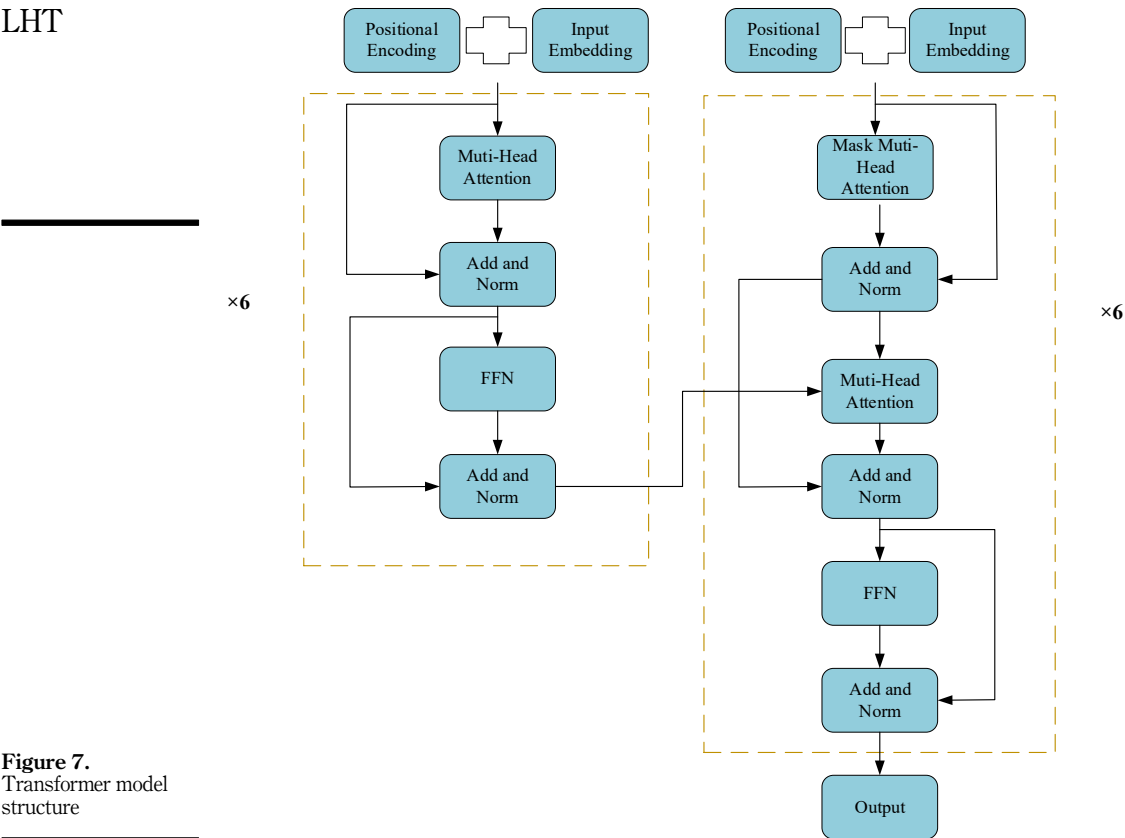 LHT
Positional
Encoding
Input
Embedding
Muti-Head
Attention
Add and
Norm
FFN
Add and
Norm
×6
Positional
Encoding
Input
Embedding
Mask Muti-
Head
Attention
Add and
Norm
Muti-Head
Attention
Add and
Norm
FFN
Add and
Norm
Output
×6
Figure 7.
Transformer model
structure